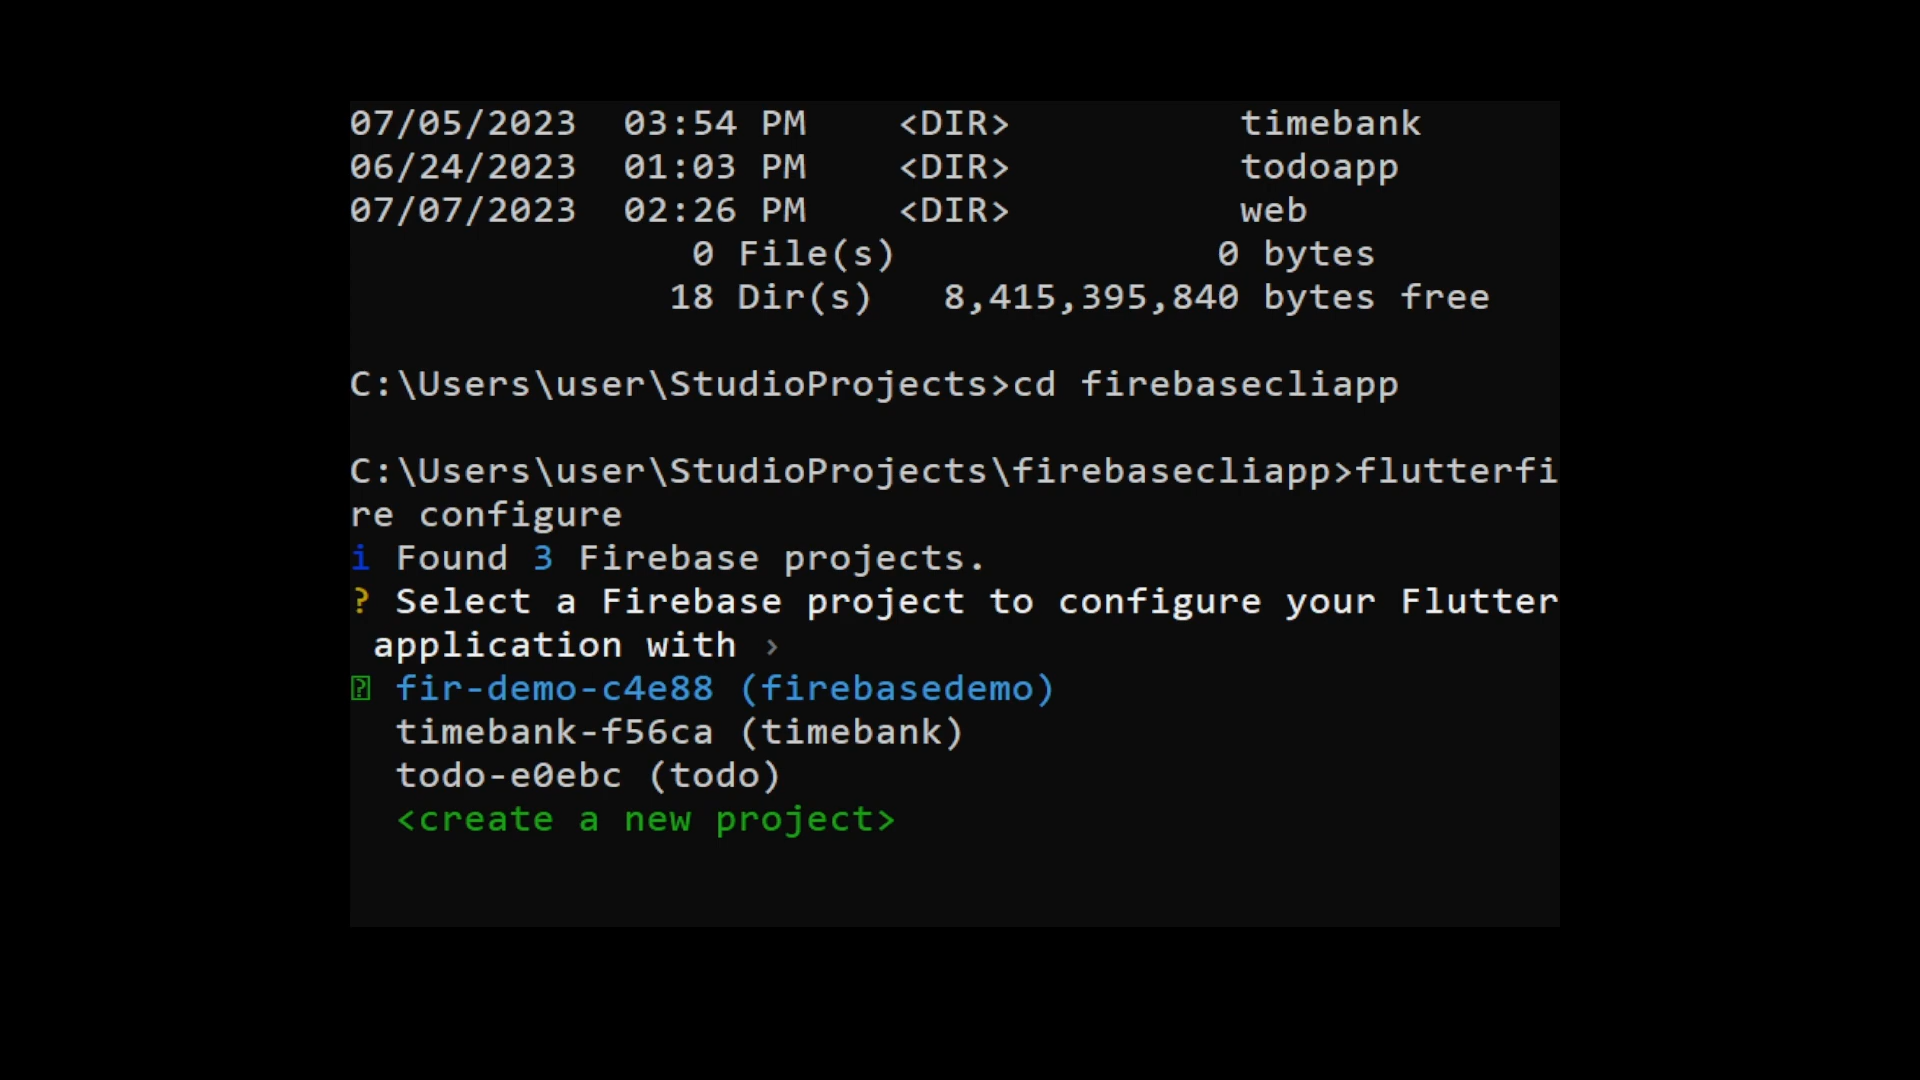 07/05/2023  03:54 PM    <DIR>          timebank
06/24/2023  01:03 PM    <DIR>          todoapp
07/07/2023  02:26 PM    <DIR>          web
               0 File(s)              0 bytes
              18 Dir(s)   8,415,395,840 bytes free
C:\Users\user\StudioProjects>cd firebasecliapp
C:\Users\user\StudioProjects\firebasecliapp>flutterfi
re configure
i Found 3 Firebase projects.
? Select a Firebase project to configure your Flutter
 application with ›
⍰ fir-demo-c4e88 (firebasedemo)
  timebank-f56ca (timebank)
  todo-e0ebc (todo)
  <create a new project>